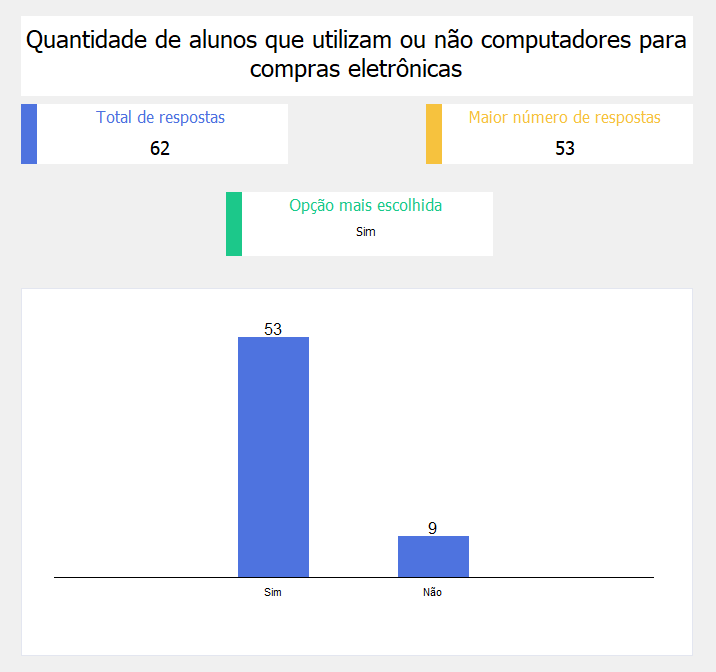 Quantidade de alunos que utilizam ou não computadores para
compras eletrônicas
Total de respostas
62
Maior número de respostas
53
Opção mais escolhida
Sim
53
9
Sim
Não